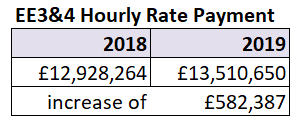 EE3&4 Hourly Rate Payment
2018 2019
£12,928,264 £13,510,650
increase of £582,387